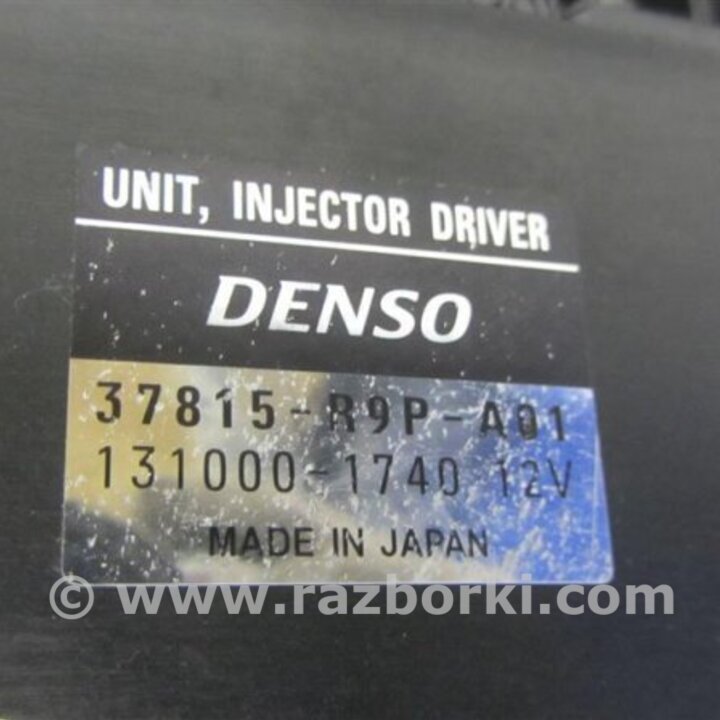 UNIT, INJECTOR DRIVER
DENSO
37815-R9P-A01
131000-1740 12V
MADE IN JAPAN
© www.razborki.com